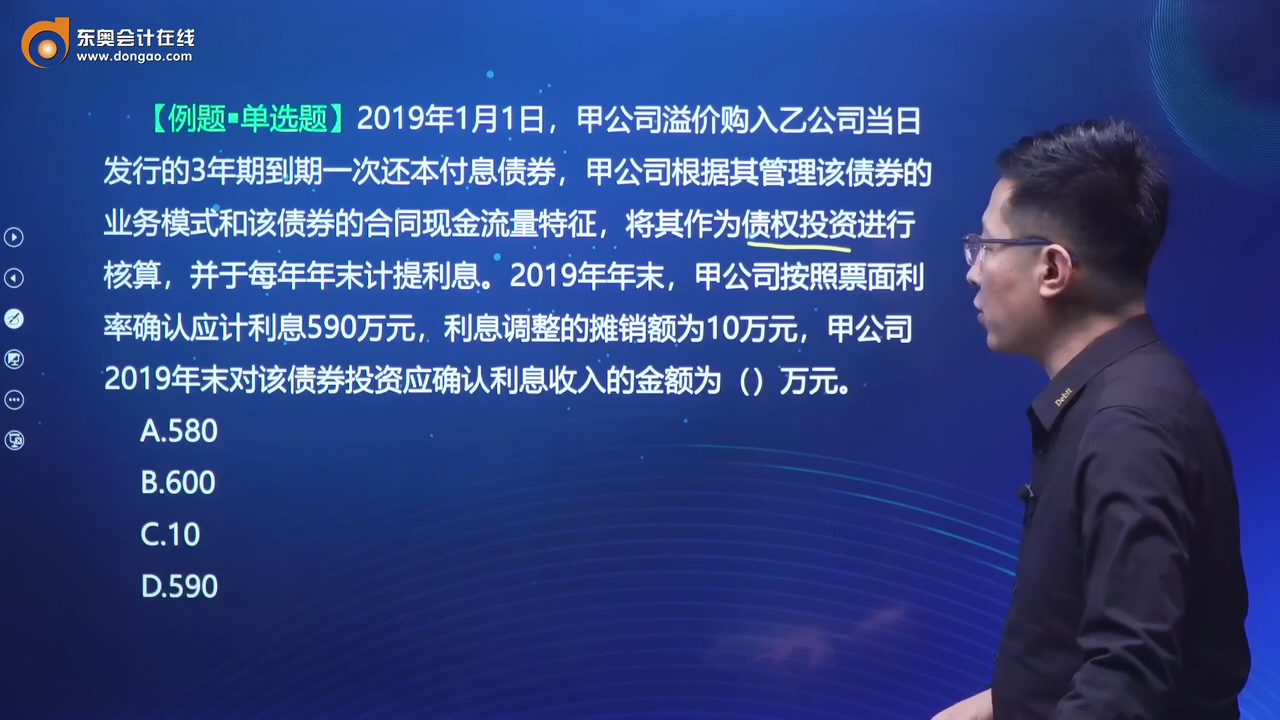 东奥会计在线
www.dongao.com
【例题▪单选题】2019年1月1日，甲公司溢价购入乙公司当日
发行的3年期到期一次还本付息债券，甲公司根据其管理该债券的
业务模式和该债券的合同现金流量特征，将其作为债权投资进行
核算，并于每年年末计提利息。2019年年末，甲公司按照票面利
率确认应计利息590万元，利息调整的摊销额为10万元，甲公司
2019年末对该债券投资应确认利息收入的金额为（）万元。
A.580
B.600
C.10
D.590
Debit